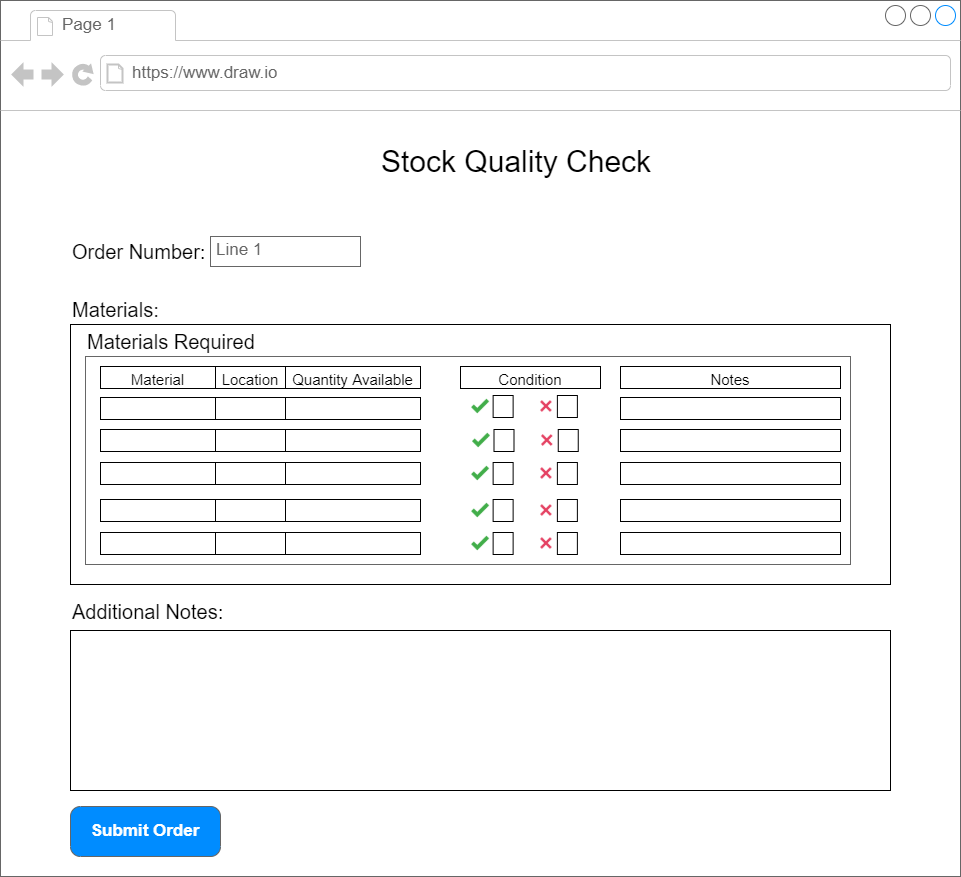 Page 1
https://www.draw.io
Stock Quality Check
Order Number: Line 1
Materials:
Materials Required
Material Location Quantity Available Condition Notes
Additional Notes:
Submit Order